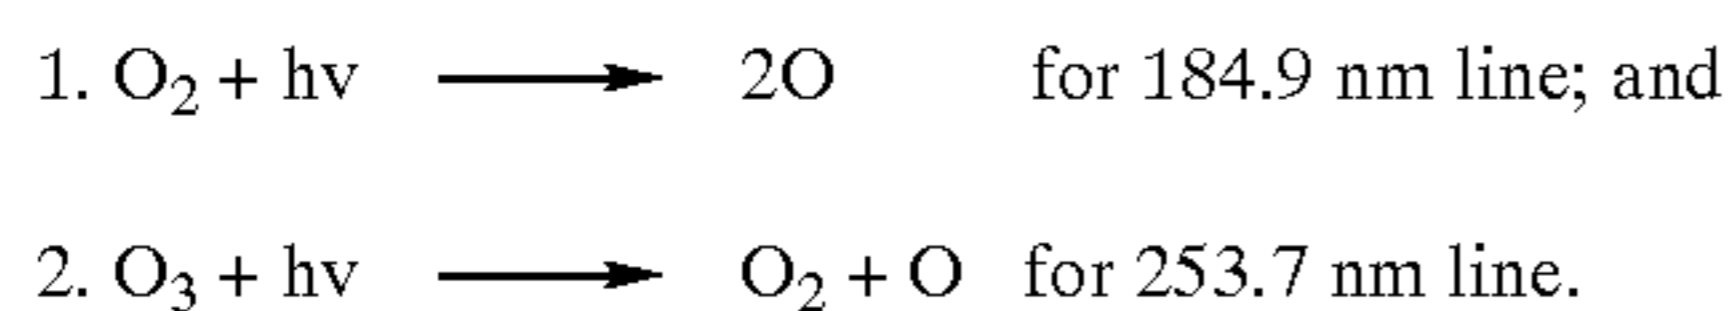 1. O₂ + hv ⟶ 2O for 184.9 nm line; and
2. O₃ + hv ⟶ O₂ + O for 253.7 nm line.